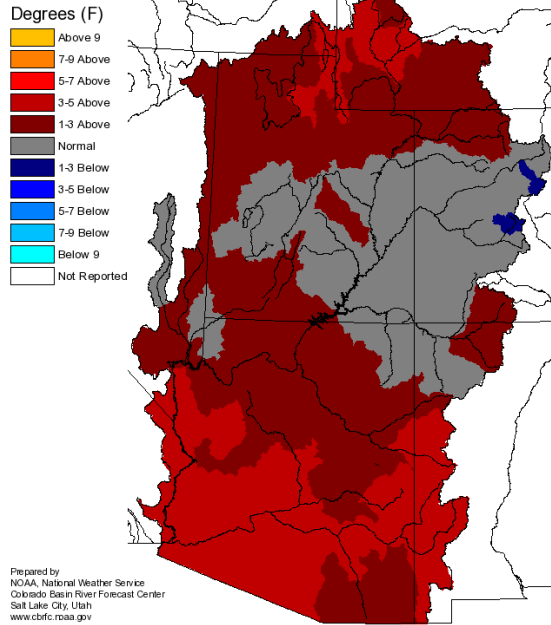 Degrees (F)
Above 9
7-9 Above
5-7 Above
3-5 Above
1-3 Above
Normal
1-3 Below
3-5 Below
5-7 Below
7-9 Below
Below 9
Not Reported
Prepared by
NOAA, National Weather Service
Colorado Basin River Forecast Center
Salt Lake City, Utah
www.cbrfc.noaa.gov